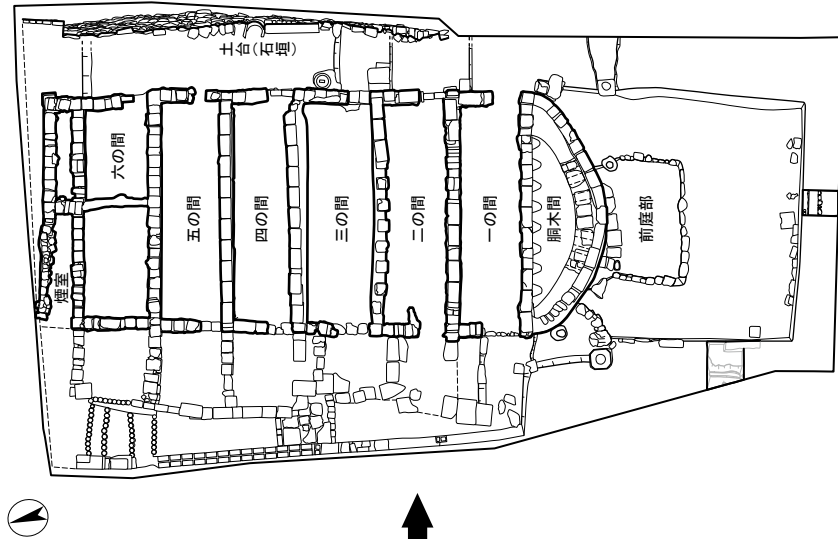 土台(石垣)
六の間
五の間
四の間
三の間
二の間
一の間
胴木間
前庭部
煙室